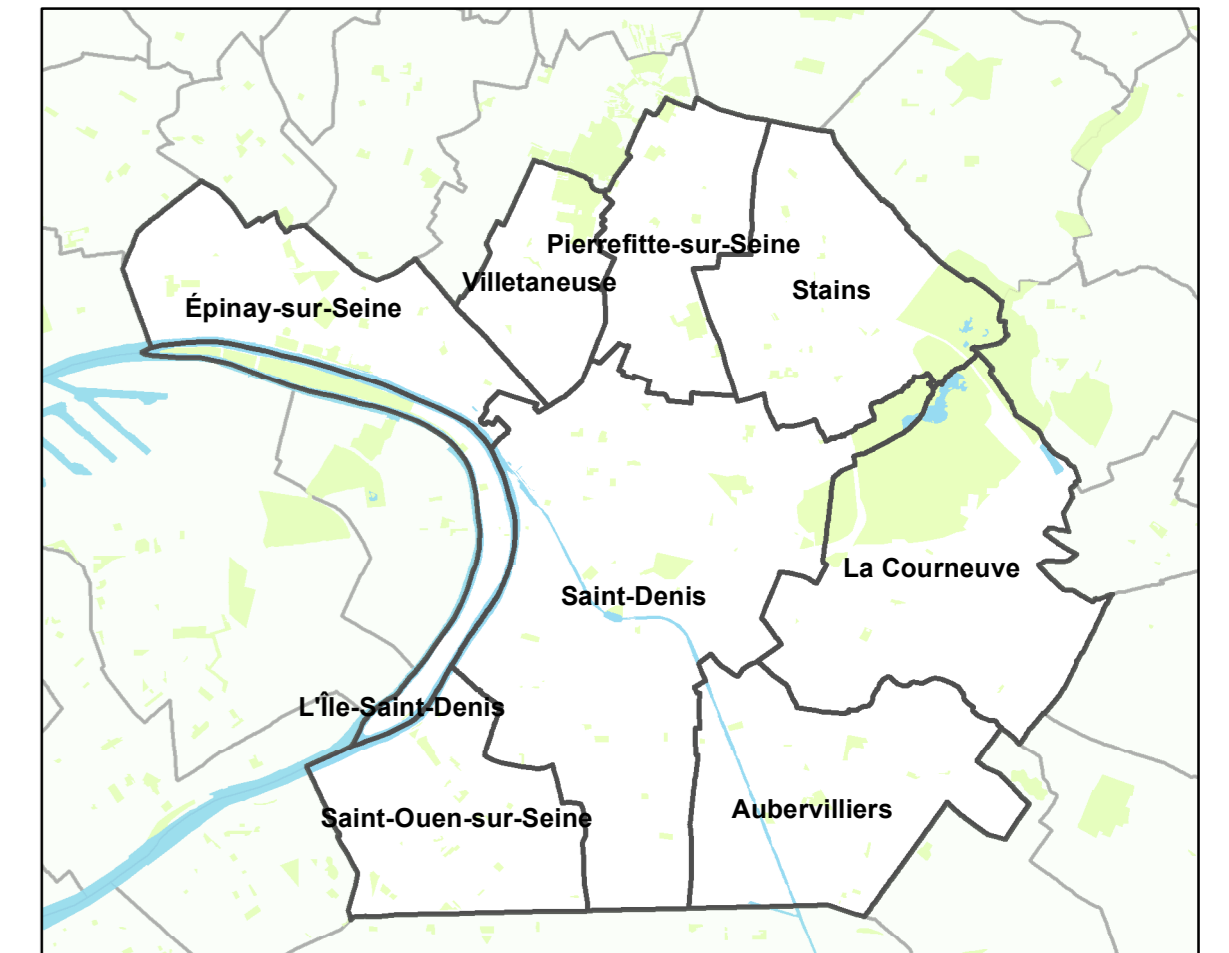 Pierrefitte-sur-Seine
Villetaneuse
Stains
Épinay-sur-Seine
La Courneuve
Saint-Denis
L'Île-Saint-Denis
Aubervilliers
Saint-Ouen-sur-Seine